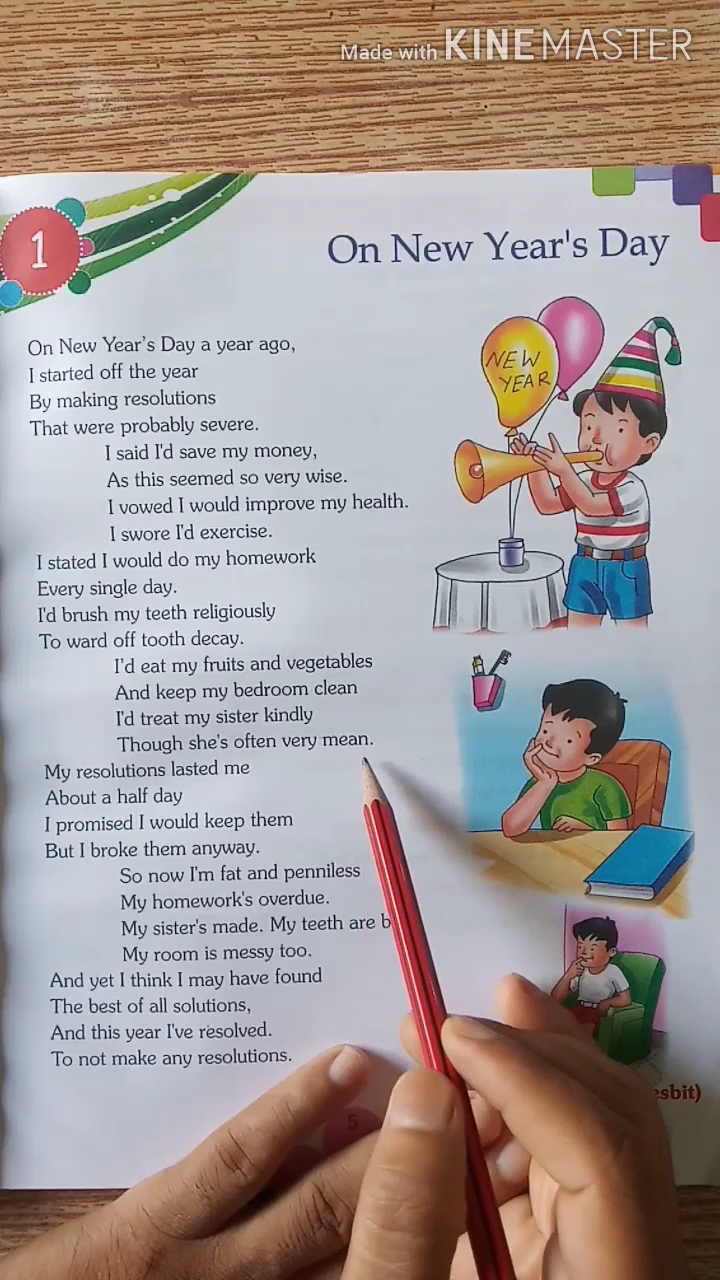 Made with KINEMASTER
1
On New Year's Day
NEW
YEAR
On New Year's Day a year ago,
I started off the year
By making resolutions
That were probably severe.
I said I'd save my money,
As this seemed so very wise.
I vowed I would improve my health.
I swore I'd exercise.
I stated I would do my homework
Every single day.
I'd brush my teeth religiously
To ward off tooth decay.
I'd eat my fruits and vegetables
And keep my bedroom clean
I'd treat my sister kindly
Though she's often very mean.
My resolutions lasted me
About a half day
I promised I would keep them
But I broke them anyway.
So now I'm fat and penniless
My homework's overdue.
My sister's made. My teeth are b
My room is messy too.
And yet I think I may have found
The best of all solutions,
And this year I've resolved.
To not make any resolutions.
esbit)
5